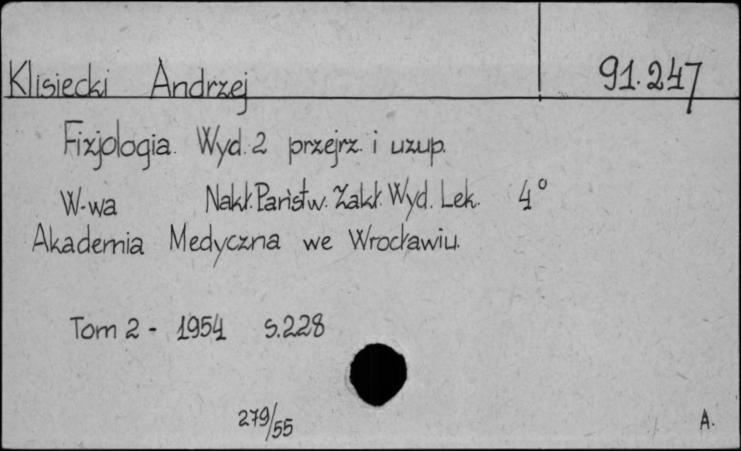 Klisiecki Andrzej 91.247
Fizjologia. Wyd. 2 przejrz. i uzup.
W-wa Nakł. Państw. Zakł. Wyd. Lek. 4°
Akademia Medyczna we Wrocławiu.
Tom 2 - 1954 s. 228
279/55
A.